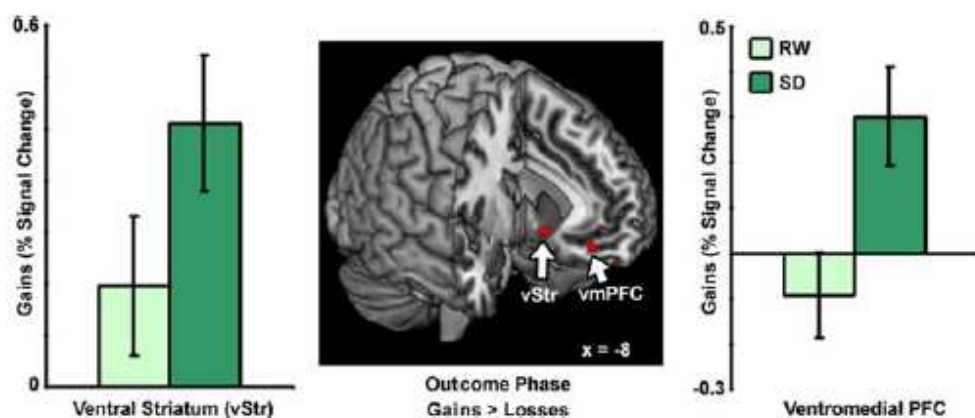 0.6
Gains (% Signal Change)
0
Ventral Striatum (vStr)
vStr
vmPFC
x = -8
Outcome Phase
Gains > Losses
0.5
RW
SD
Gains (% Signal Change)
-0.3
Ventromedial PFC